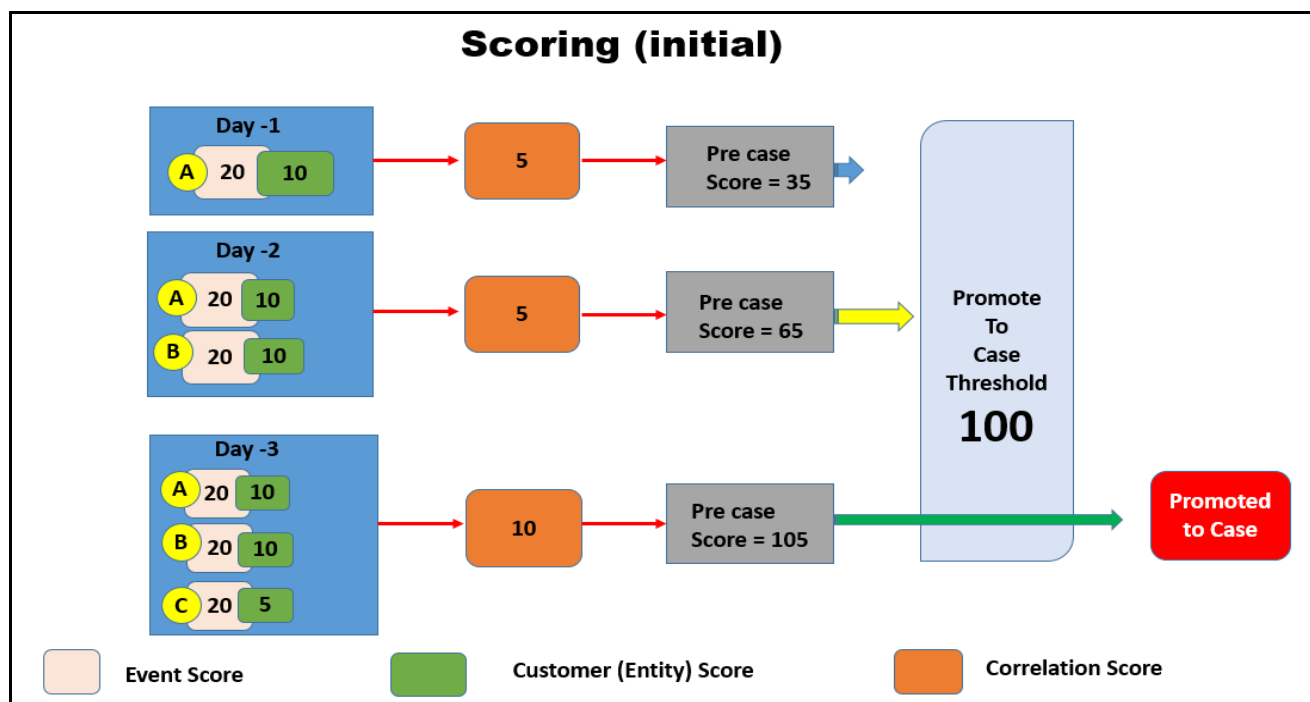 Scoring (initial)
Day -1
A 20 10
5
Pre case
Score = 35
Day -2
A 20 10
B 20 10
5
Pre case
Score = 65
Day -3
A 20 10
B 20 10
C 20 5
10
Pre case
Score = 105
Promote
To
Case
Threshold
100
Promoted
to Case
Event Score
Customer (Entity) Score
Correlation Score